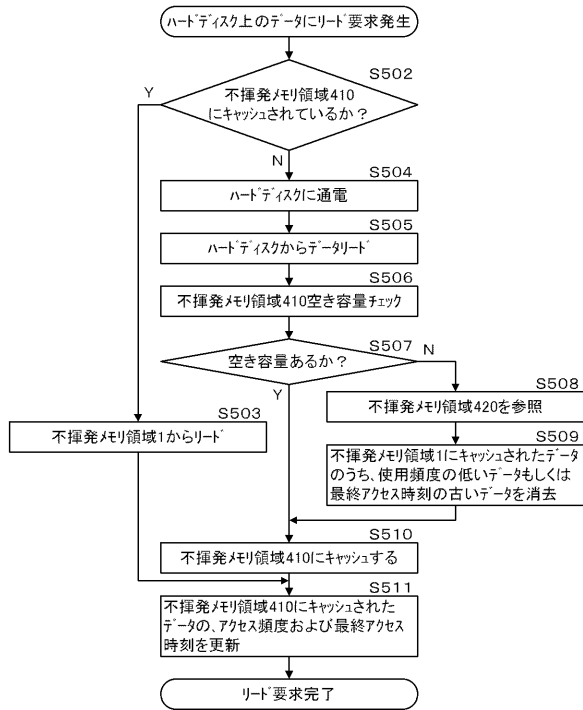 ハードディスク上のデータにリード要求発生
S502
Y
不揮発メモリ領域410
にキャッシュされているか？
N
S504
ハードディスクに通電
S505
ハードディスクからデータリード
S506
不揮発メモリ領域410空き容量チェック
S507
空き容量あるか？
N
Y
S508
不揮発メモリ領域420を参照
S503
不揮発メモリ領域1からリード
S509
不揮発メモリ領域1にキャッシュされたデータ
のうち、使用頻度の低いデータもしくは
最終アクセス時刻の古いデータを消去
S510
不揮発メモリ領域410にキャッシュする
S511
不揮発メモリ領域410にキャッシュされた
データの、アクセス頻度および最終アクセス
時刻を更新
リード要求完了